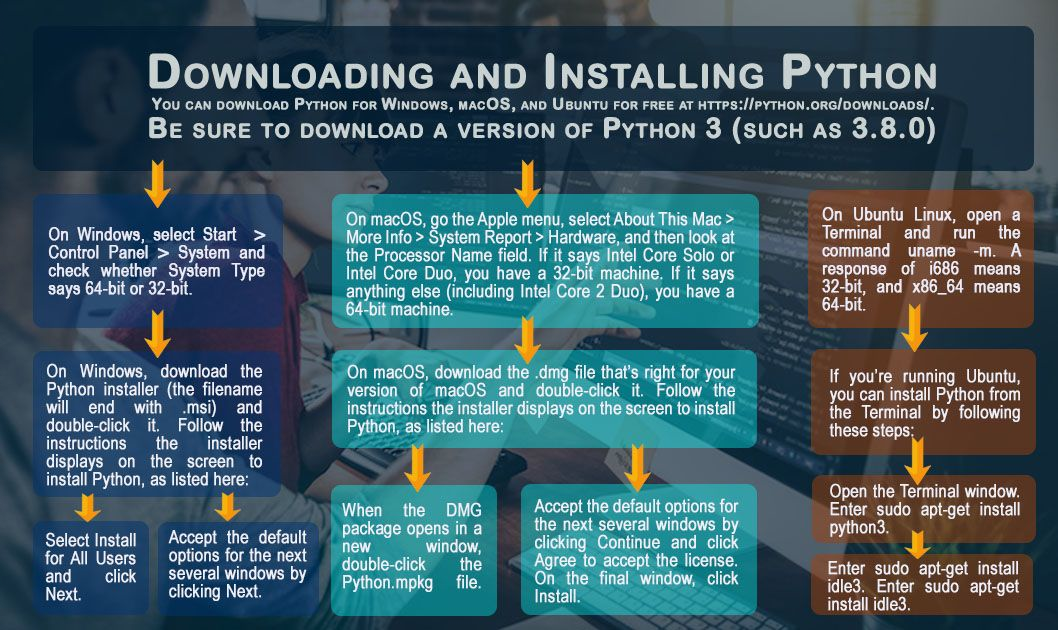 Downloading and Installing Python
You can download Python for Windows, macOS, and Ubuntu for free at https://python.org/downloads/.
Be sure to download a version of Python 3 (such as 3.8.0)
On Windows, select Start >
Control Panel > System and
check whether System Type
says 64-bit or 32-bit.
On macOS, go the Apple menu, select About This Mac >
More Info > System Report > Hardware, and then look at
the Processor Name field. If it says Intel Core Solo or
Intel Core Duo, you have a 32-bit machine. If it says
anything else (including Intel Core 2 Duo), you have a
64-bit machine.
On Ubuntu Linux, open a
Terminal and run the
command uname -m. A
response of i686 means
32-bit, and x86_64 means
64-bit.
On Windows, download the
Python installer (the filename
will end with .msi) and
double-click it. Follow the
instructions the installer
displays on the screen to
install Python, as listed here:
On macOS, download the .dmg file that's right for your
version of macOS and double-click it. Follow the
instructions the installer displays on the screen to install
Python, as listed here:
If you're running Ubuntu,
you can install Python from
the Terminal by following
these steps:
Select Install
for All Users
and click
Next.
Accept the default
options for the next
several windows by
clicking Next.
When the DMG
package opens in a
new window,
double-click the
Python.mpkg file.
Accept the default options for
the next several windows by
clicking Continue and click
Agree to accept the license.
On the final window, click
Install.
Open the Terminal window.
Enter sudo apt-get install
python3.
Enter sudo apt-get install
idle3. Enter sudo apt-get
install idle3.